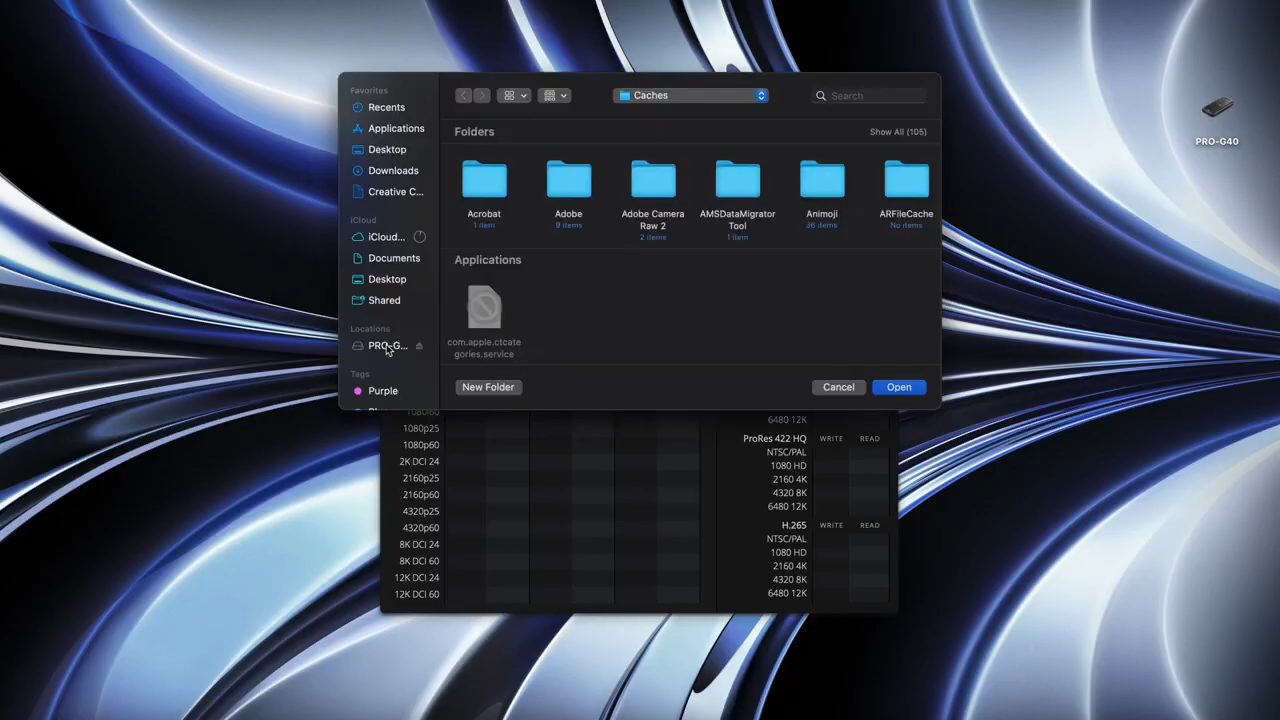 Favorites
Recents
Applications
Desktop
Downloads
Creative C...
iCloud
iCloud...
Documents
Desktop
Shared
Locations
PRO-G...
Tags
Purple
Caches
Search
Folders
Show All (105)
Acrobat
1 item
Adobe
9 items
Adobe Camera
Raw 2
2 items
AMSDataMigrator
Tool
1 item
Animoji
36 items
ARFileCache
No items
Applications
com.apple.ctcate
gories.service
New Folder
Cancel
Open
PRO-G40
1080p25
1080p60
2K DCI 24
2160p25
2160p60
4320p25
4320p60
8K DCI 24
8K DCI 60
12K DCI 24
12K DCI 60
6480 12K
ProRes 422 HQ WRITE READ
NTSC/PAL
1080 HD
2160 4K
4320 8K
6480 12K
H.265 WRITE READ
NTSC/PAL
1080 HD
2160 4K
4320 8K
6480 12K